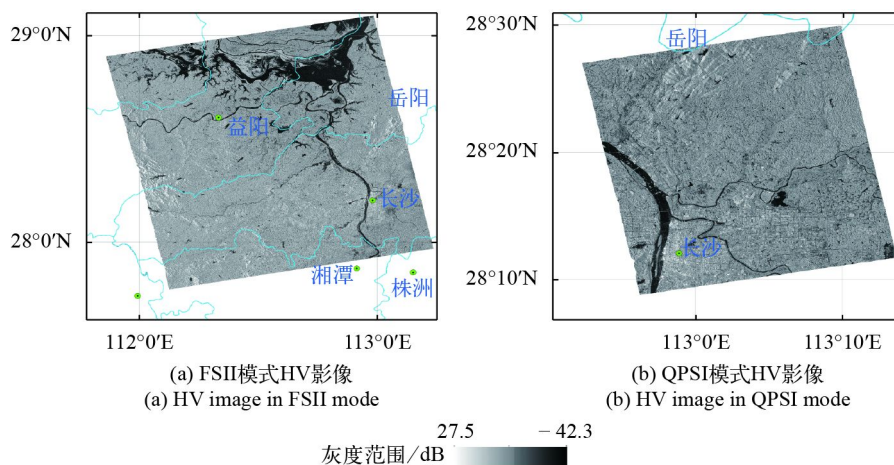 29°0′N
28°0′N
岳阳
益阳
长沙
湘潭
株洲
112°0′E
113°0′E
(a) FSII模式HV影像
(a) HV image in FSII mode
28°30′N
28°20′N
28°10′N
岳阳
长沙
113°0′E
113°10′E
(b) QPSI模式HV影像
(b) HV image in QPSI mode
27.5
−42.3
灰度范围/dB